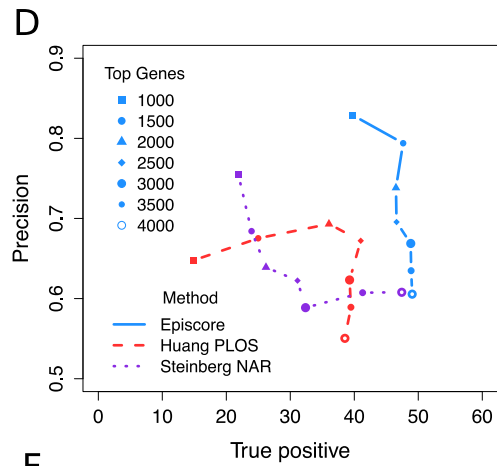 D
Precision
0.9
0.8
0.7
0.6
0.5
Top Genes
1000
1500
2000
2500
3000
3500
4000
Method
Episcore
Huang PLOS
Steinberg NAR
0 10 20 30 40 50 60
True positive